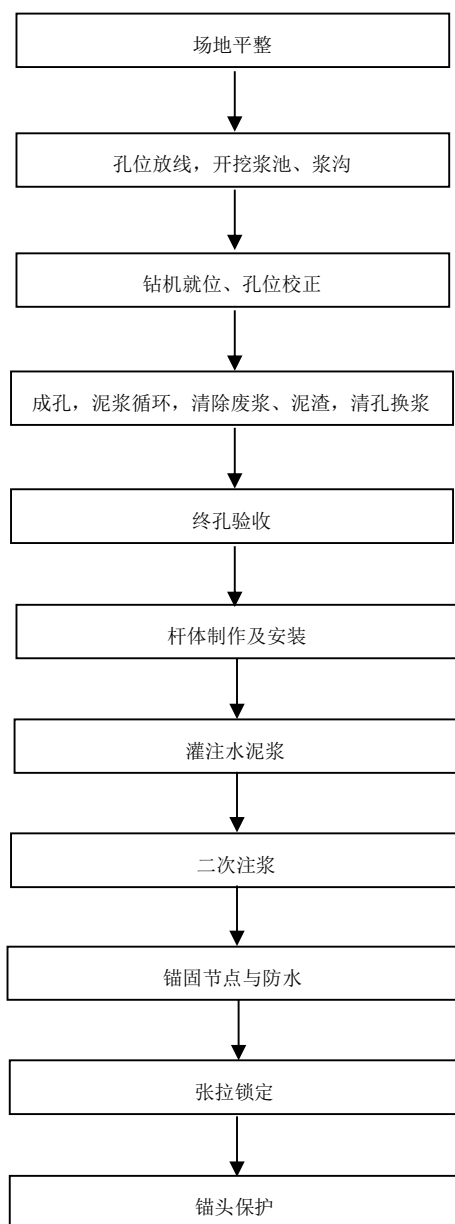 场地平整
孔位放线，开挖浆池、浆沟
钻机就位、孔位校正
成孔，泥浆循环，清除废浆、泥渣，清孔换浆
终孔验收
杆体制作及安装
灌注水泥浆
二次注浆
锚固节点与防水
张拉锁定
锚头保护